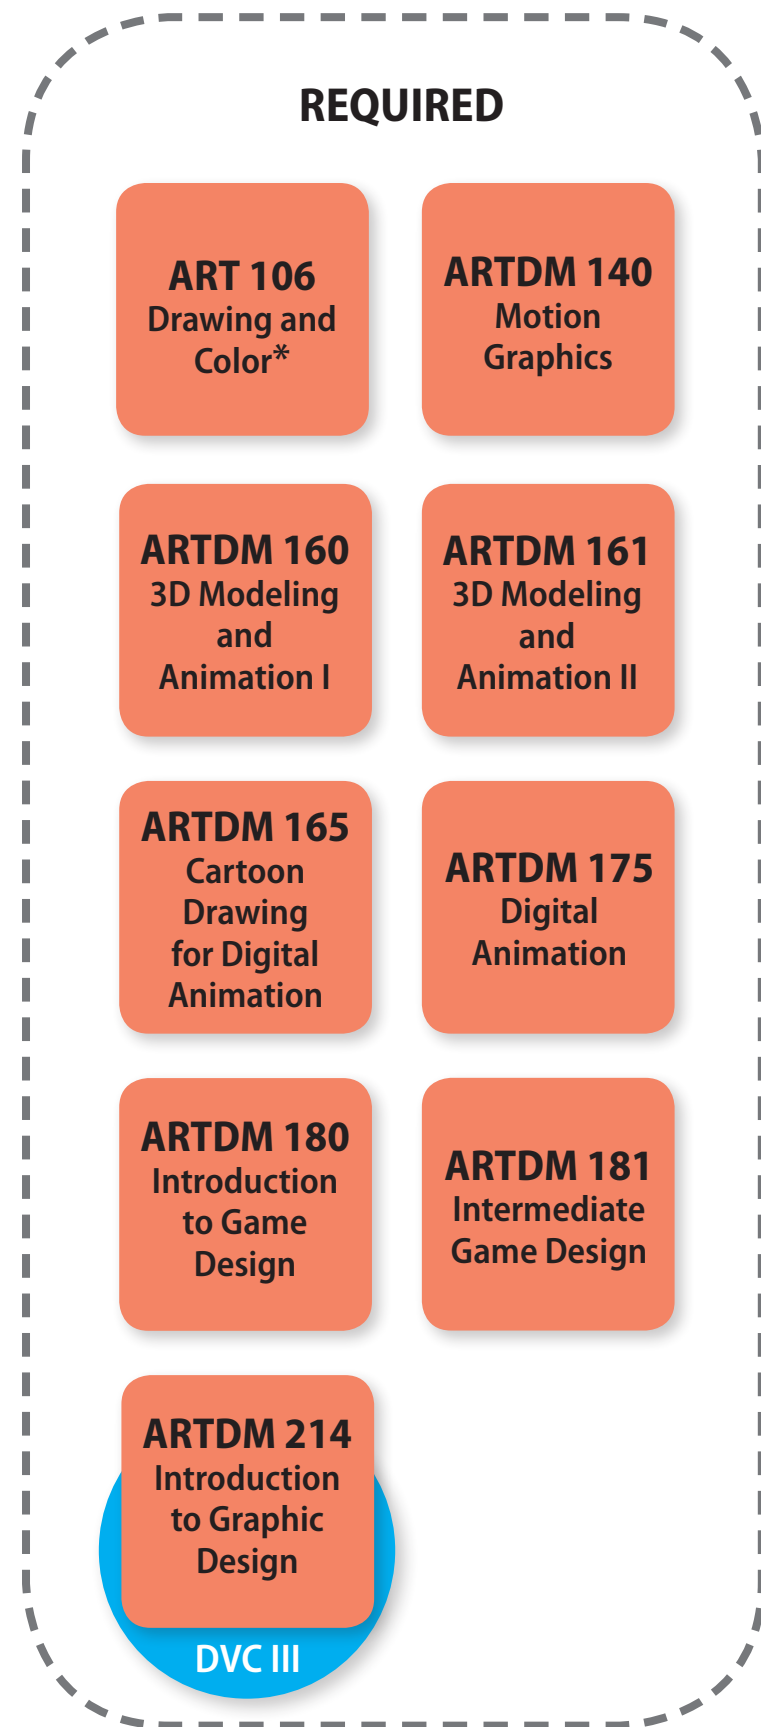 REQUIRED
ART 106
Drawing and
Color*
ARTDM 140
Motion
Graphics
ARTDM 160
3D Modeling
and
Animation I
ARTDM 161
3D Modeling
and
Animation II
ARTDM 165
Cartoon
Drawing
for Digital
Animation
ARTDM 175
Digital
Animation
ARTDM 180
Introduction
to Game
Design
ARTDM 181
Intermediate
Game Design
ARTDM 214
Introduction
to Graphic
Design
DVC III